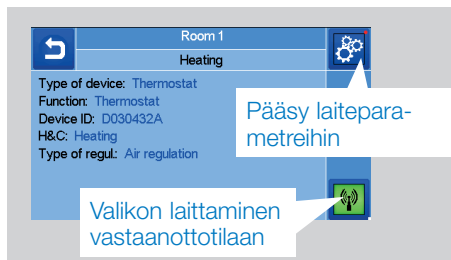 Room 1
Heating
Type of device: Thermostat
Function: Thermostat
Device ID: D030432A
H&C: Heating
Type of regul.: Air regulation
Pääsy laitepara-
metreihin
Valikon laittaminen
vastaanottotilaan